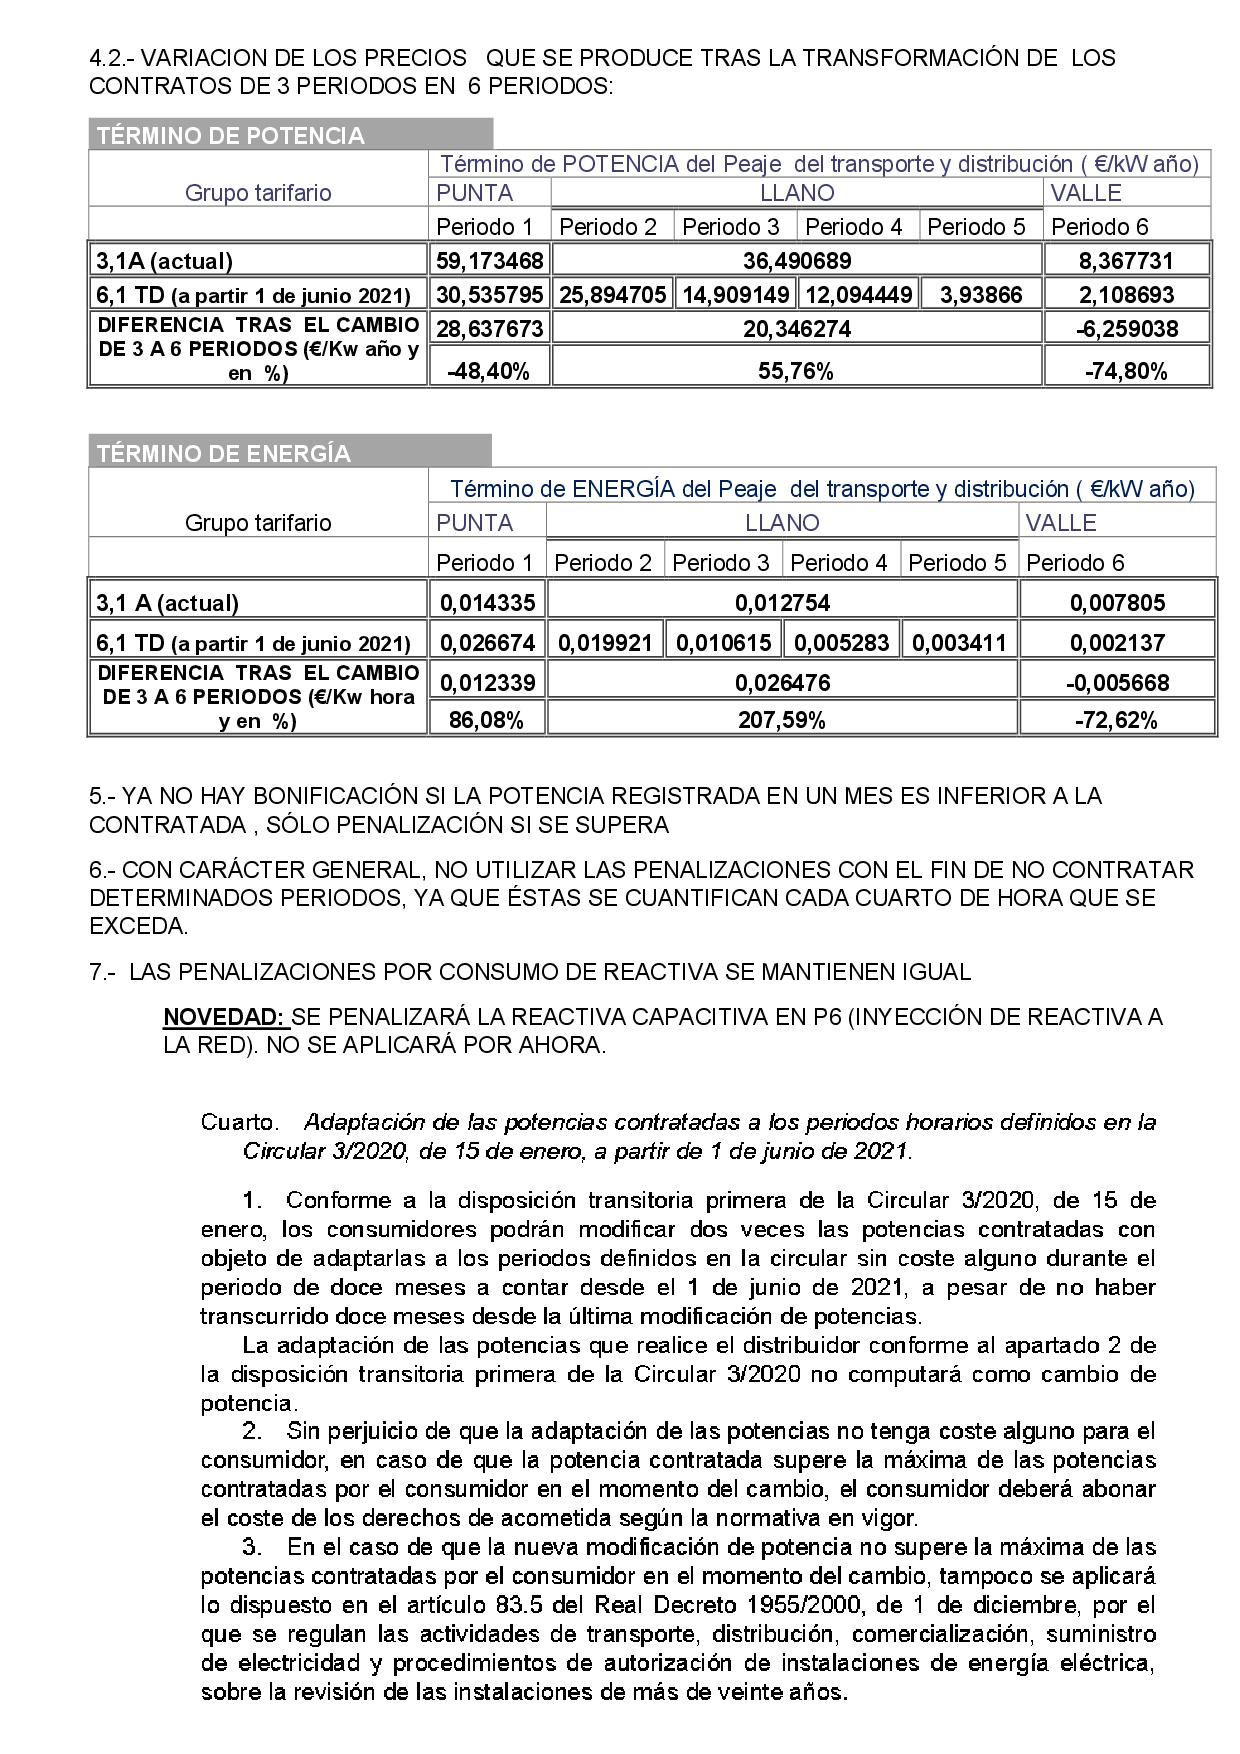 4.2.- VARIACION DE LOS PRECIOS QUE SE PRODUCE TRAS LA TRANSFORMACIÓN DE LOS
CONTRATOS DE 3 PERIODOS EN 6 PERIODOS:
TÉRMINO DE POTENCIA
Término de POTENCIA del Peaje del transporte y distribución ( €/kW año)
Grupo tarifario PUNTA LLANO VALLE
Periodo 1 Periodo 2 Periodo 3 Periodo 4 Periodo 5 Periodo 6
3,1A (actual) 59,173468 36,490689 8,367731
6,1 TD (a partir 1 de junio 2021) 30,535795 25,894705 14,909149 12,094449 3,93866 2,108693
DIFERENCIA TRAS EL CAMBIO
DE 3 A 6 PERIODOS (€/Kw año y
en %)
28,637673 20,346274 -6,259038
-48,40% 55,76% -74,80%
TÉRMINO DE ENERGÍA
Término de ENERGÍA del Peaje del transporte y distribución ( €/kW año)
Grupo tarifario PUNTA LLANO VALLE
Periodo 1 Periodo 2 Periodo 3 Periodo 4 Periodo 5 Periodo 6
3,1 A (actual) 0,014335 0,012754 0,007805
6,1 TD (a partir 1 de junio 2021) 0,026674 0,019921 0,010615 0,005283 0,003411 0,002137
DIFERENCIA TRAS EL CAMBIO
DE 3 A 6 PERIODOS (€/Kw hora
y en %)
0,012339 0,026476 -0,005668
86,08% 207,59% -72,62%
5.- YA NO HAY BONIFICACIÓN SI LA POTENCIA REGISTRADA EN UN MES ES INFERIOR A LA
CONTRATADA , SÓLO PENALIZACIÓN SI SE SUPERA
6.- CON CARÁCTER GENERAL, NO UTILIZAR LAS PENALIZACIONES CON EL FIN DE NO CONTRATAR
DETERMINADOS PERIODOS, YA QUE ÉSTAS SE CUANTIFICAN CADA CUARTO DE HORA QUE SE
EXCEDA.
7.- LAS PENALIZACIONES POR CONSUMO DE REACTIVA SE MANTIENEN IGUAL
NOVEDAD: SE PENALIZARÁ LA REACTIVA CAPACITIVA EN P6 (INYECCIÓN DE REACTIVA A
LA RED). NO SE APLICARÁ POR AHORA.
Cuarto. Adaptación de las potencias contratadas a los periodos horarios definidos en la
Circular 3/2020, de 15 de enero, a partir de 1 de junio de 2021.
1. Conforme a la disposición transitoria primera de la Circular 3/2020, de 15 de
enero, los consumidores podrán modificar dos veces las potencias contratadas con
objeto de adaptarlas a los periodos definidos en la circular sin coste alguno durante el
periodo de doce meses a contar desde el 1 de junio de 2021, a pesar de no haber
transcurrido doce meses desde la última modificación de potencias.
La adaptación de las potencias que realice el distribuidor conforme al apartado 2 de
la disposición transitoria primera de la Circular 3/2020 no computará como cambio de
potencia.
2. Sin perjuicio de que la adaptación de las potencias no tenga coste alguno para el
consumidor, en caso de que la potencia contratada supere la máxima de las potencias
contratadas por el consumidor en el momento del cambio, el consumidor deberá abonar
el coste de los derechos de acometida según la normativa en vigor.
3. En el caso de que la nueva modificación de potencia no supere la máxima de las
potencias contratadas por el consumidor en el momento del cambio, tampoco se aplicará
lo dispuesto en el artículo 83.5 del Real Decreto 1955/2000, de 1 de diciembre, por el
que se regulan las actividades de transporte, distribución, comercialización, suministro
de electricidad y procedimientos de autorización de instalaciones de energía eléctrica,
sobre la revisión de las instalaciones de más de veinte años.